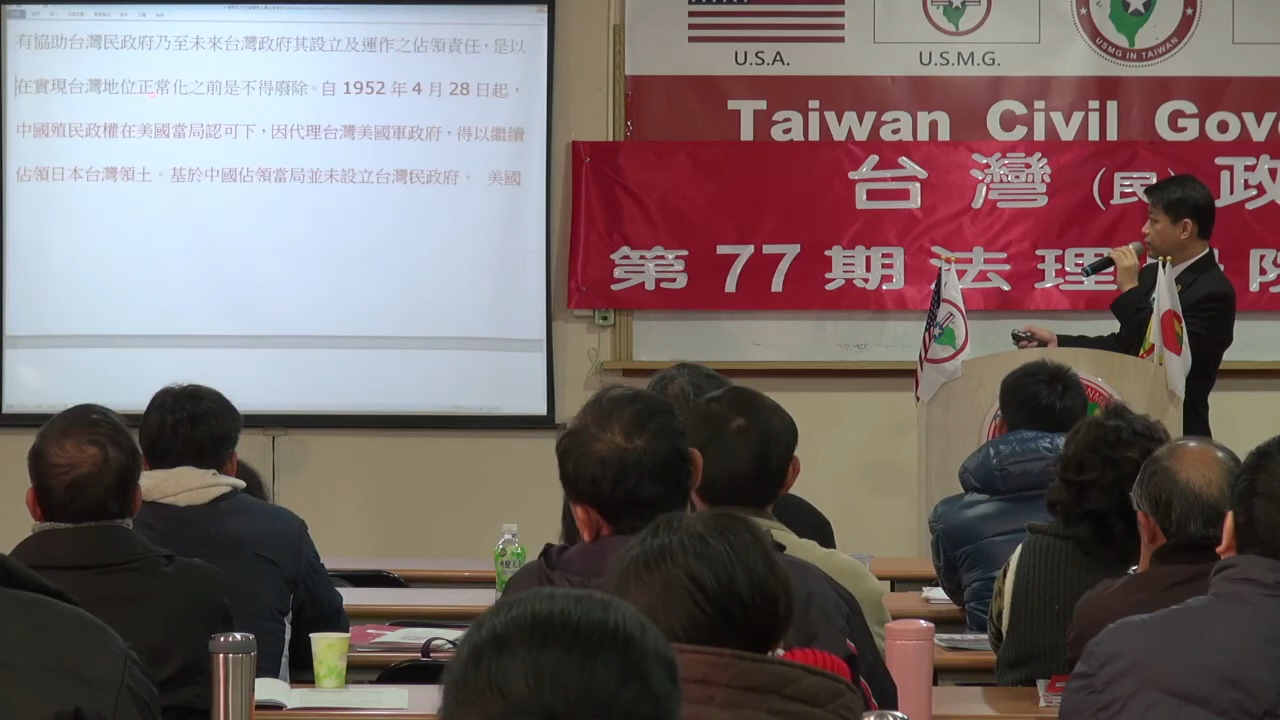 有協助台灣民政府乃至未來台灣政府其設立及運作之佔領責任,是以
在實現台灣地位正常化之前是不得廢除。自 1952 年 4 月 28 日起,
中國殖民政權在美國當局認可下,因代理台灣美國軍政府,得以繼續
佔領日本台灣領土。基於中國佔領當局並未設立台灣民政府。 美國
U.S.A.
U.S.M.G.
USMG IN TAIWAN
Taiwan Civil Gov
台灣(民)政
第77期法理